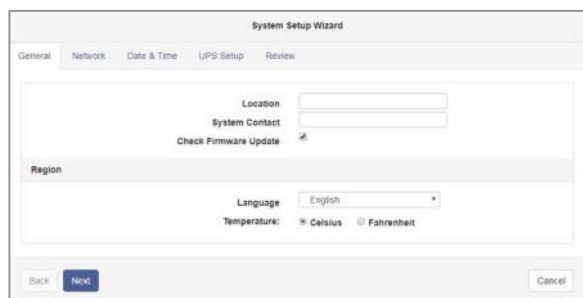 System Setup Wizard
General Network Date & Time UPS Setup Review
Location
System Contact
Check Firmware Update
Region
Language English
Temperature: Celsius Fahrenheit
Back Next Cancel